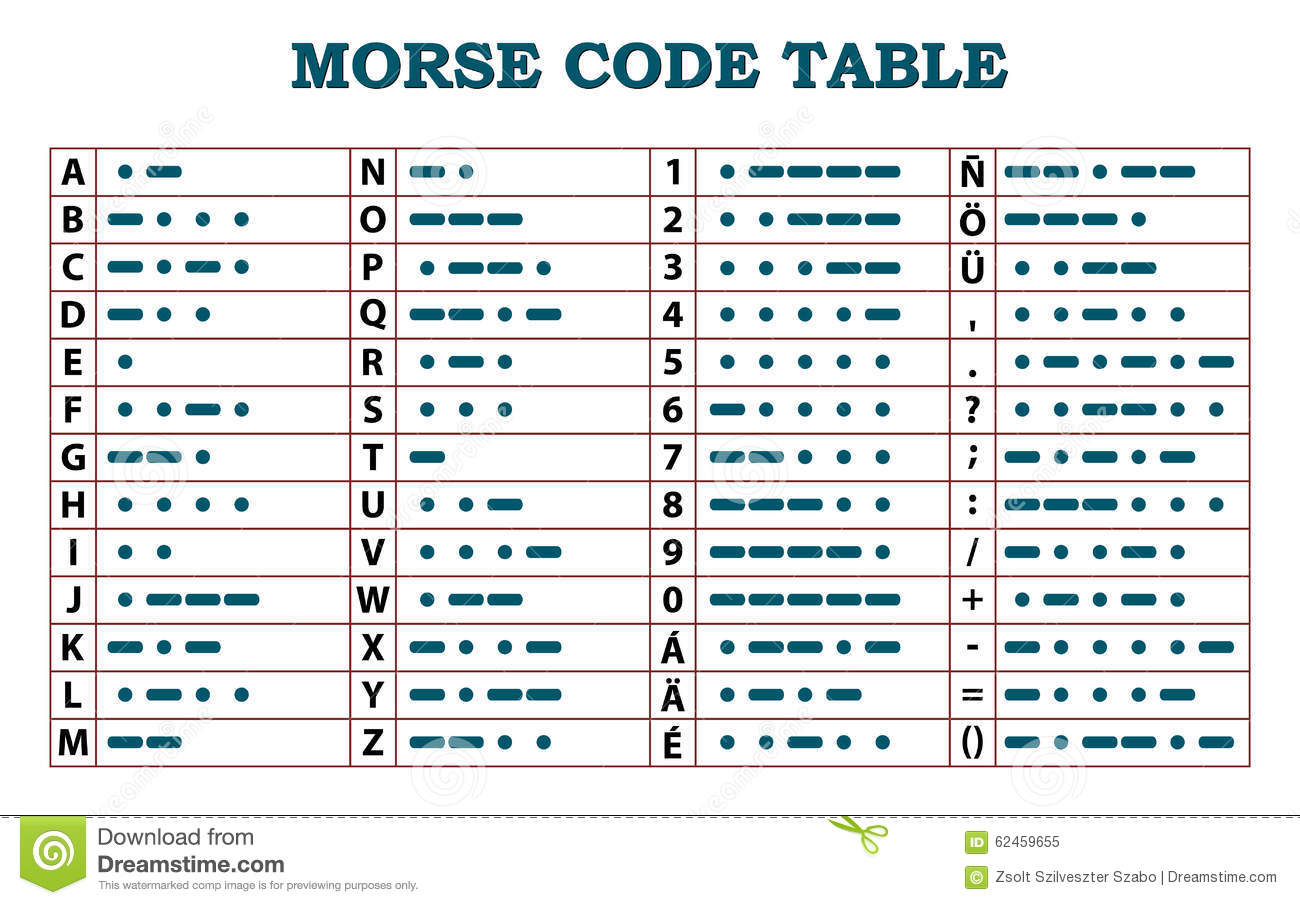 MORSE CODE TABLE
A •— N —• 1 •———— Ñ ——•——
B —••• O ——— 2 ••——— Ö ———•
C —•—• P •——• 3 •••—— Ü ••——
D —•• Q ——•— 4 ••••— , ••—••
E • R •—• 5 ••••• . •—•—•—
F ••—• S ••• 6 —•••• ? ••——••
G ——• T — 7 ——••• ; —•—•—
H •••• U ••— 8 ———•• : ———•••
I •• V •••— 9 ————• / —••—•
J •——— W •—— 0 ————— + •—•—•
K —•— X —••— Á •——•— - —••••—
L •—•• Y —•—— Ä •—•— = —•••—
M —— Z ——•• É ••—•• () —•——•—
Download from
Dreamstime.com
This watermarked comp image is for previewing purposes only.
ID 62459655
© Zsolt Szilveszter Szabo | Dreamstime.com